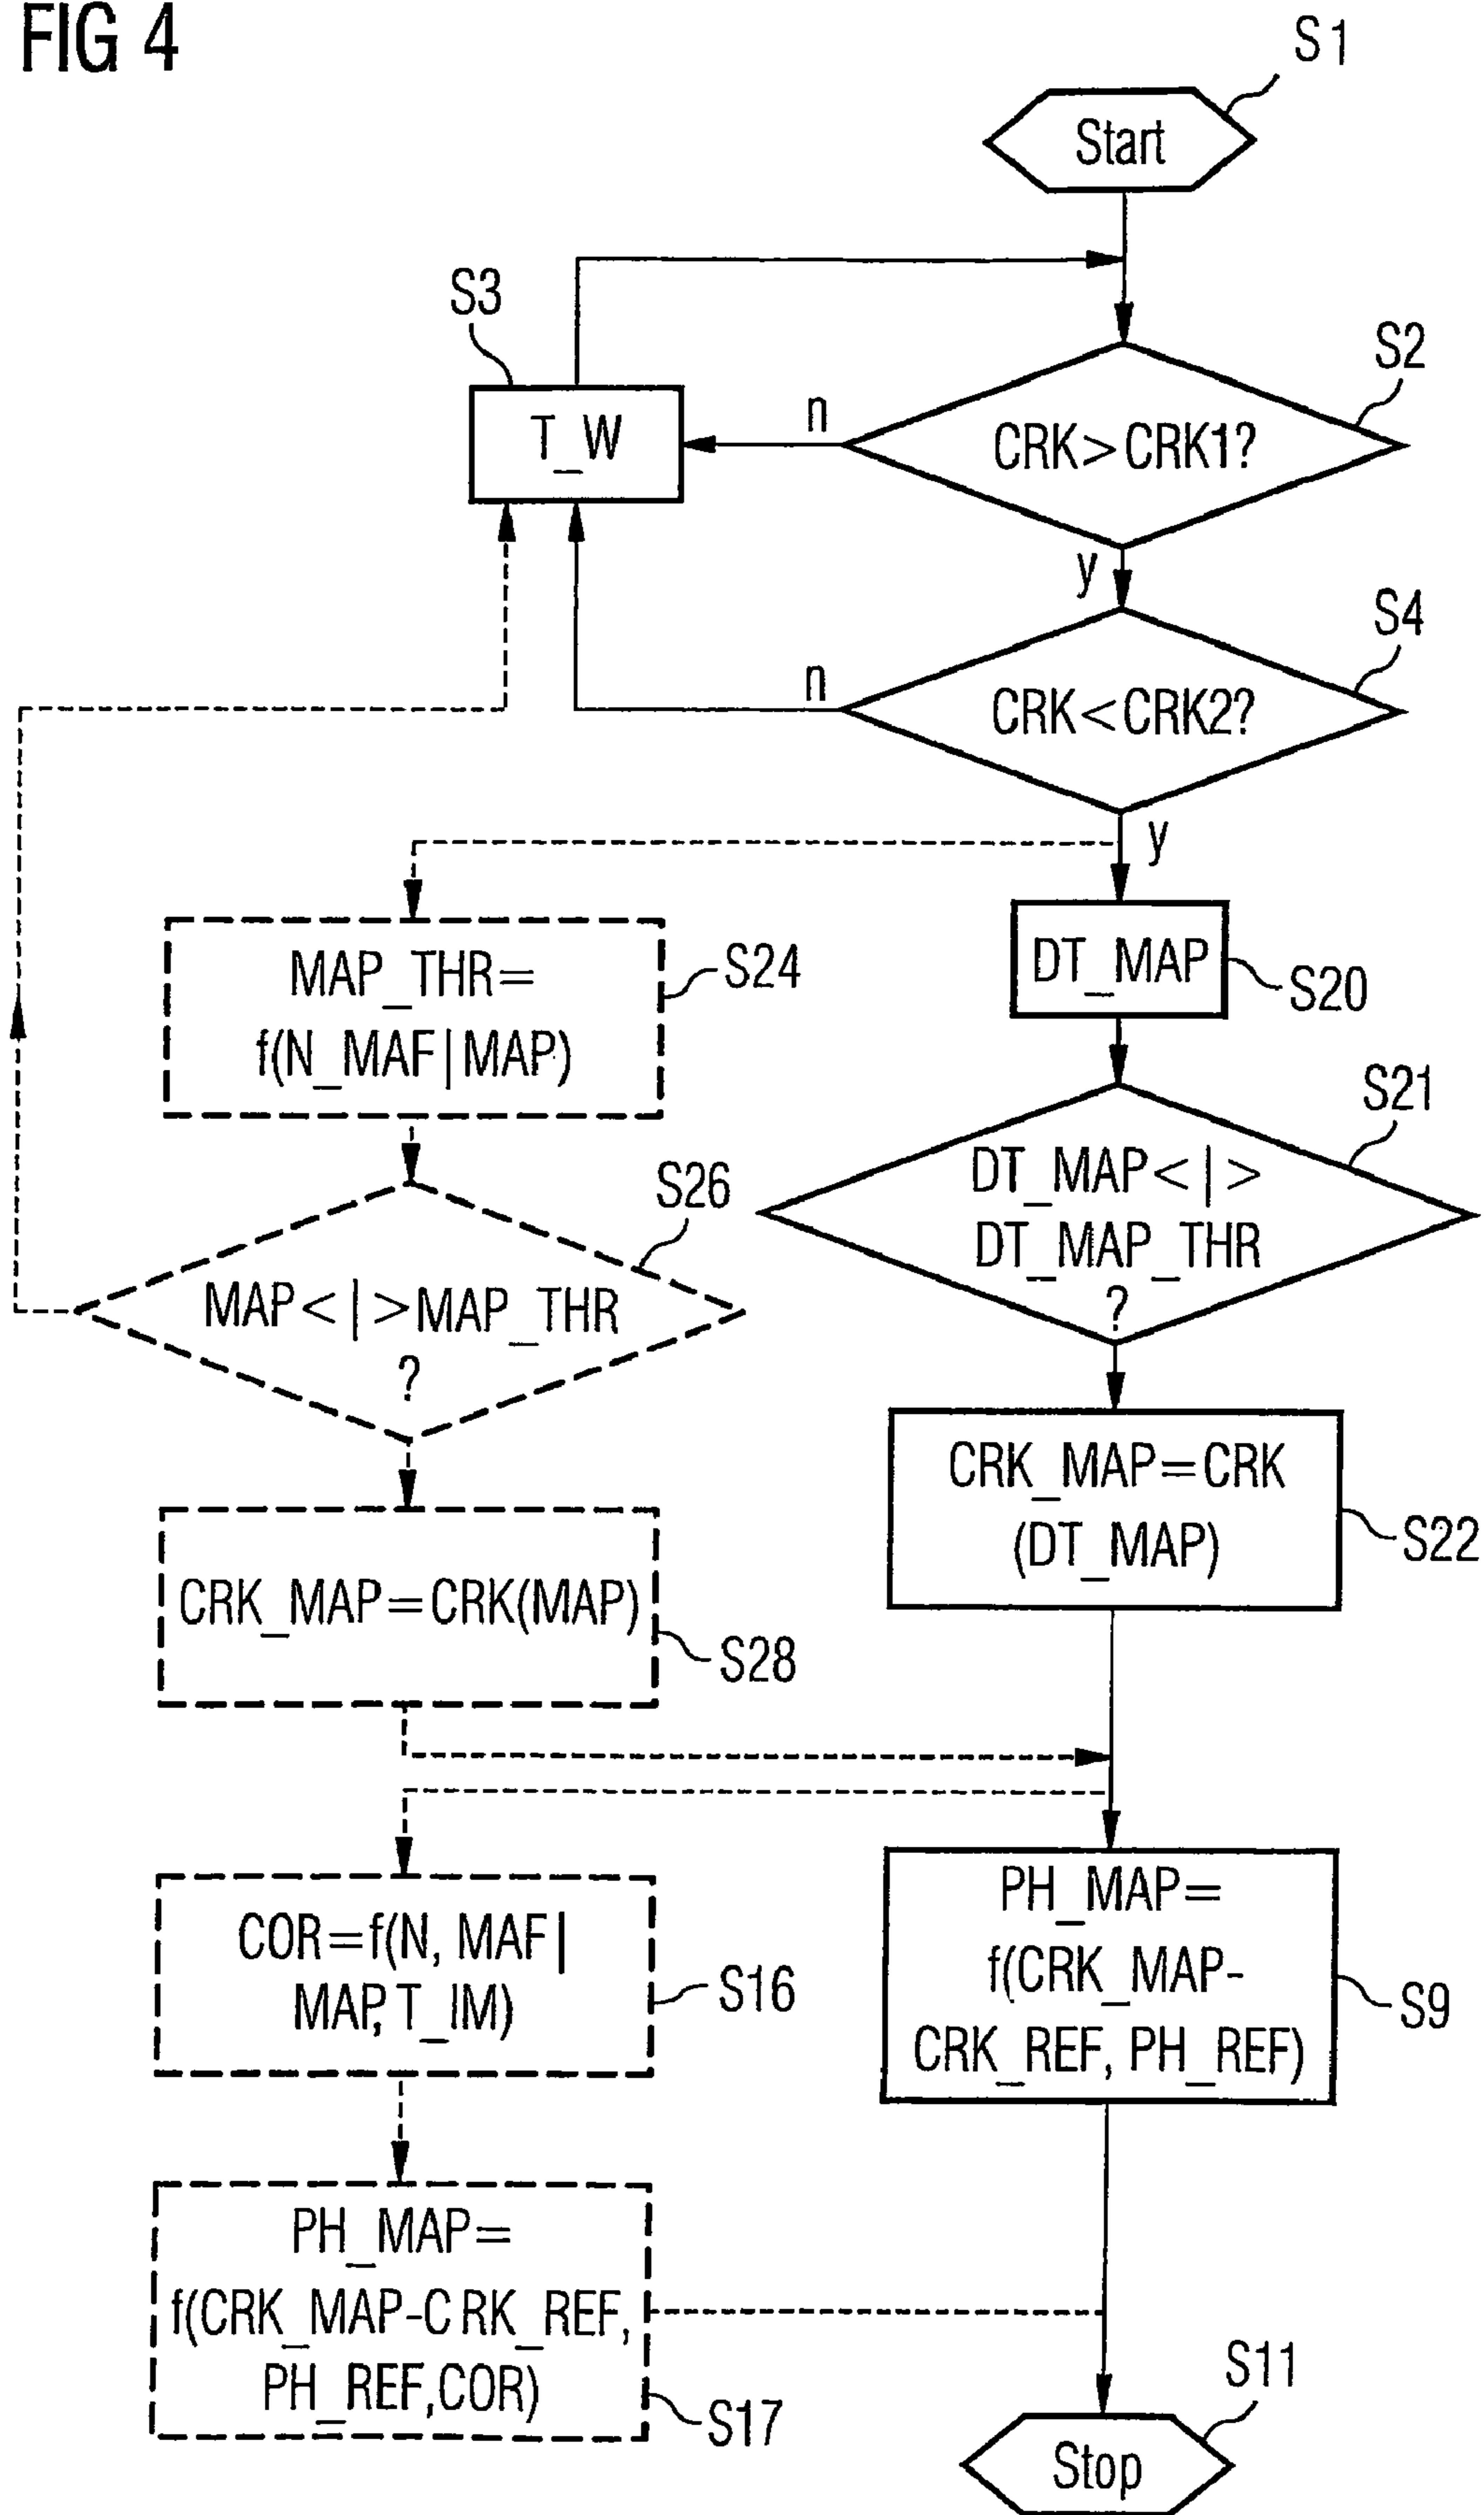 FIG 4
S1
Start
S3
S2
T_W
n
CRK>CRK1?
y
S4
n
CRK<CRK2?
y
MAP_THR=
f(N_MAF|MAP)
S24
DT_MAP
S20
S21
DT_MAP<|>
DT_MAP_THR
?
S26
MAP<|>MAP_THR
?
CRK_MAP=CRK
(DT_MAP)
S22
CRK_MAP=CRK(MAP)
S28
COR=f(N, MAF|
MAP,T_IM)
S16
PH_MAP=
f(CRK_MAP-
CRK_REF, PH_REF)
S9
PH_MAP=
f(CRK_MAP-CRK_REF,
PH_REF,COR)
S17
S11
Stop